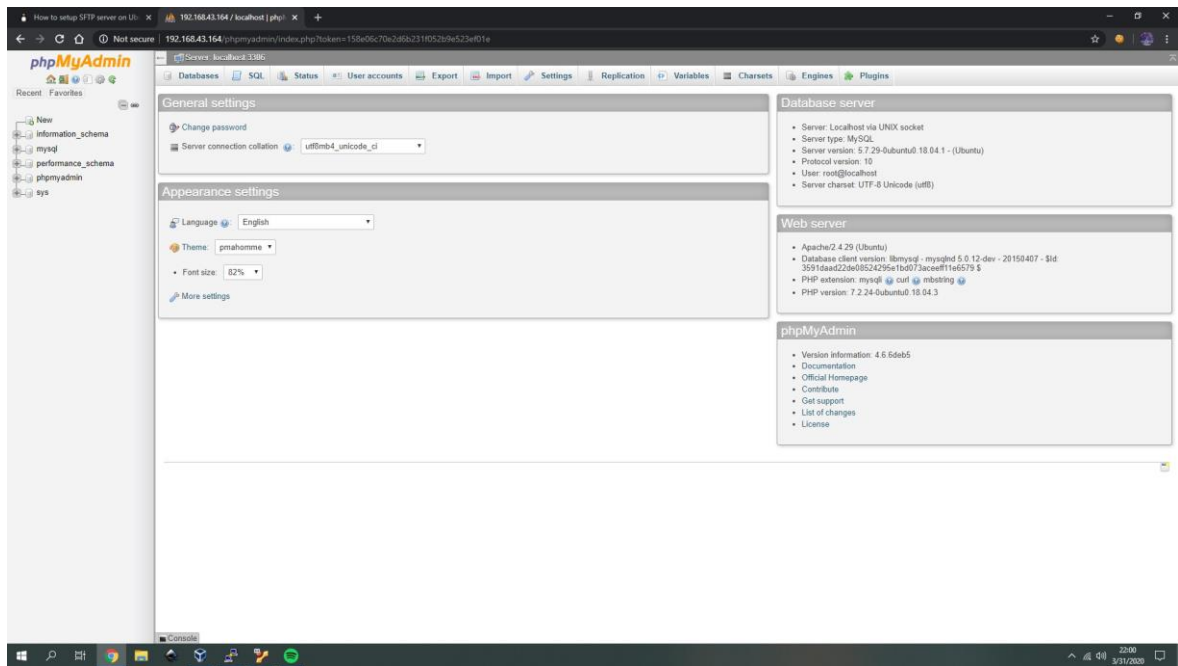 How to setup SFTP server on Ub
192.168.43.164 / localhost | php
Not secure | 192.168.43.164/phpmyadmin/index.php?token=158e06c70e2d6b231f052b9e523ef01e
phpMyAdmin
Recent Favorites
New
information_schema
mysql
performance_schema
phpmyadmin
sys
Server: localhost:3306
Databases SQL Status User accounts Export Import Settings Replication Variables Charsets Engines Plugins
General settings
Change password
Server connection collation : utf8mb4_unicode_ci
Appearance settings
Language : English
Theme: pmahomme
Font size: 82%
More settings
Database server
Server: Localhost via UNIX socket
Server type: MySQL
Server version: 5.7.29-0ubuntu0.18.04.1 - (Ubuntu)
Protocol version: 10
User: root@localhost
Server charset: UTF-8 Unicode (utf8)
Web server
Apache/2.4.29 (Ubuntu)
Database client version: libmysql - mysqlnd 5.0.12-dev - 20150407 - $Id:
3591daad22de08524295e1bd073aceeff11e6579 $
PHP extension: mysqli curl mbstring
PHP version: 7.2.24-0ubuntu0.18.04.3
phpMyAdmin
Version information: 4.6.6deb5
Documentation
Official Homepage
Contribute
Get support
List of changes
License
Console
22:00
3/31/2020